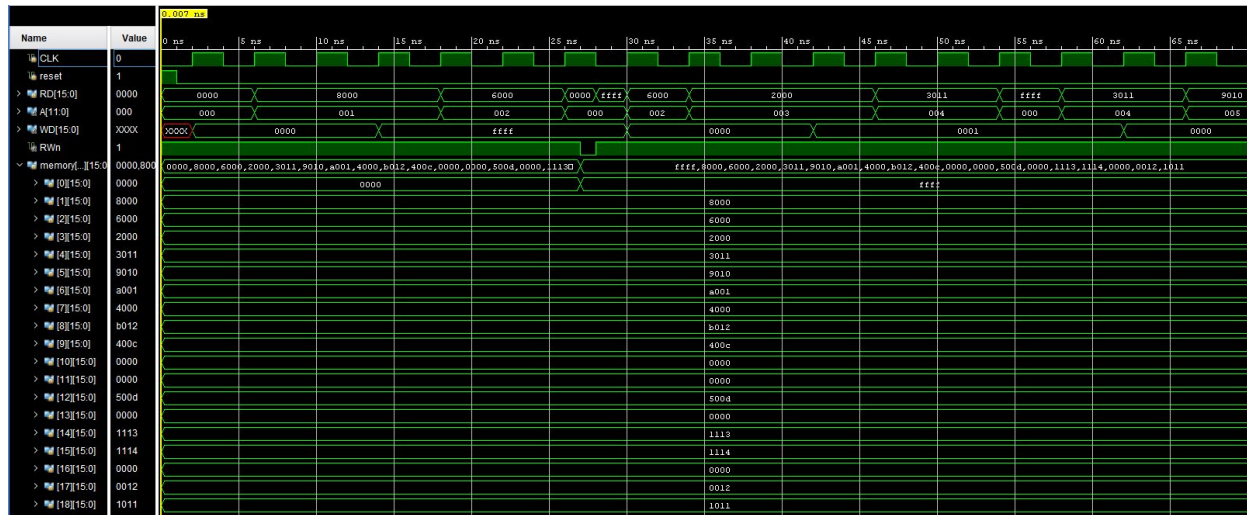 0.007 ns
Name Value 0 ns 5 ns 10 ns 15 ns 20 ns 25 ns 30 ns 35 ns 40 ns 45 ns 50 ns 55 ns 60 ns 65 ns
CLK 0
reset 1
RD[15:0] 0000 0000 8000 6000 0000 ffff 6000 2000 3011 ffff 3011 9010
A[11:0] 000 000 001 002 000 002 003 004 000 004 005
WD[15:0] XXXX XXXX 0000 ffff 0000 0001 0000
RWn 1
memory[...][15:0 0000,800 0000,8000,6000,2000,3011,9010,a001,4000,b012,400c,0000,0000,500d,0000,1113 ffff,8000,6000,2000,3011,9010,a001,4000,b012,400c,0000,0000,500d,0000,1113,1114,0000,0012,1011
[0][15:0] 0000 0000 ffff
[1][15:0] 8000 8000
[2][15:0] 6000 6000
[3][15:0] 2000 2000
[4][15:0] 3011 3011
[5][15:0] 9010 9010
[6][15:0] a001 a001
[7][15:0] 4000 4000
[8][15:0] b012 b012
[9][15:0] 400c 400c
[10][15:0] 0000 0000
[11][15:0] 0000 0000
[12][15:0] 500d 500d
[13][15:0] 0000 0000
[14][15:0] 1113 1113
[15][15:0] 1114 1114
[16][15:0] 0000 0000
[17][15:0] 0012 0012
[18][15:0] 1011 1011